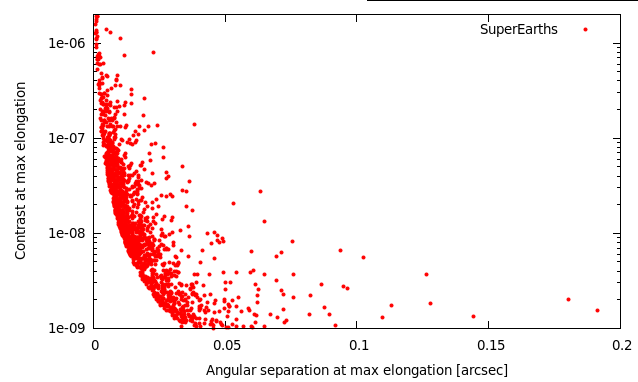 SuperEarths
1e-06
1e-07
1e-08
1e-09
Contrast at max elongation
0 0.05 0.1 0.15 0.2
Angular separation at max elongation [arcsec]